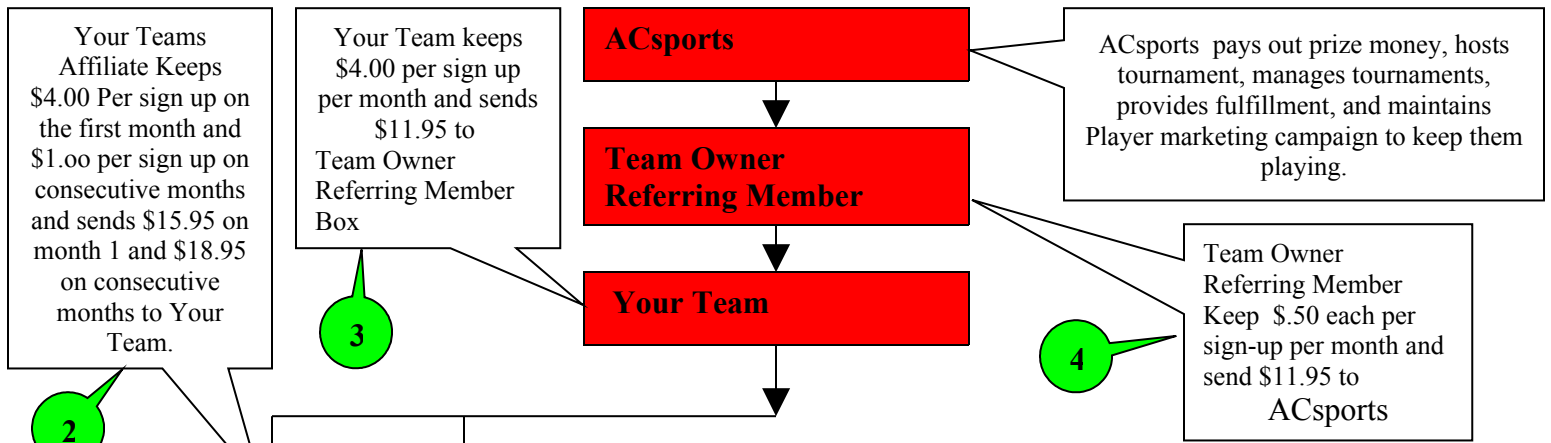 Your Teams
Affiliate Keeps
$4.00 Per sign up on
the first month and
$1.oo per sign up on
consecutive months
and sends $15.95 on
month 1 and $18.95
on consecutive
months to Your
Team.
2
Your Team keeps
$4.00 per sign up
per month and sends
$11.95 to
Team Owner
Referring Member
Box
3
ACsports
Team Owner
Referring Member
Your Team
ACsports pays out prize money, hosts
tournament, manages tournaments,
provides fulfillment, and maintains
Player marketing campaign to keep them
playing.
Team Owner
Referring Member
Keep $.50 each per
sign-up per month and
send $11.95 to
ACsports
4